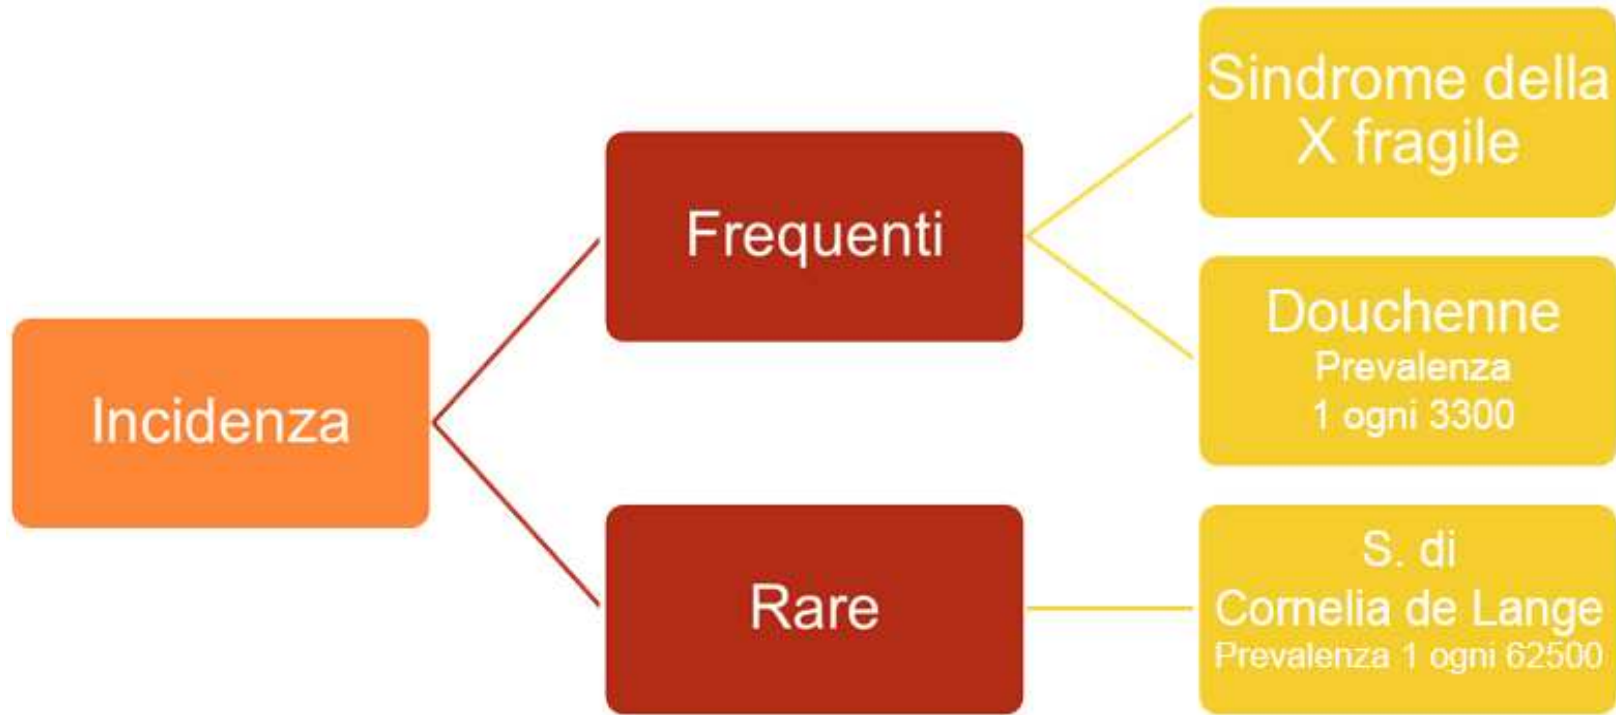 Incidenza
Frequenti
Sindrome della
X fragile
Douchenne
Prevalenza
1 ogni 3300
Rare
S. di
Cornelia de Lange
Prevalenza 1 ogni 62500